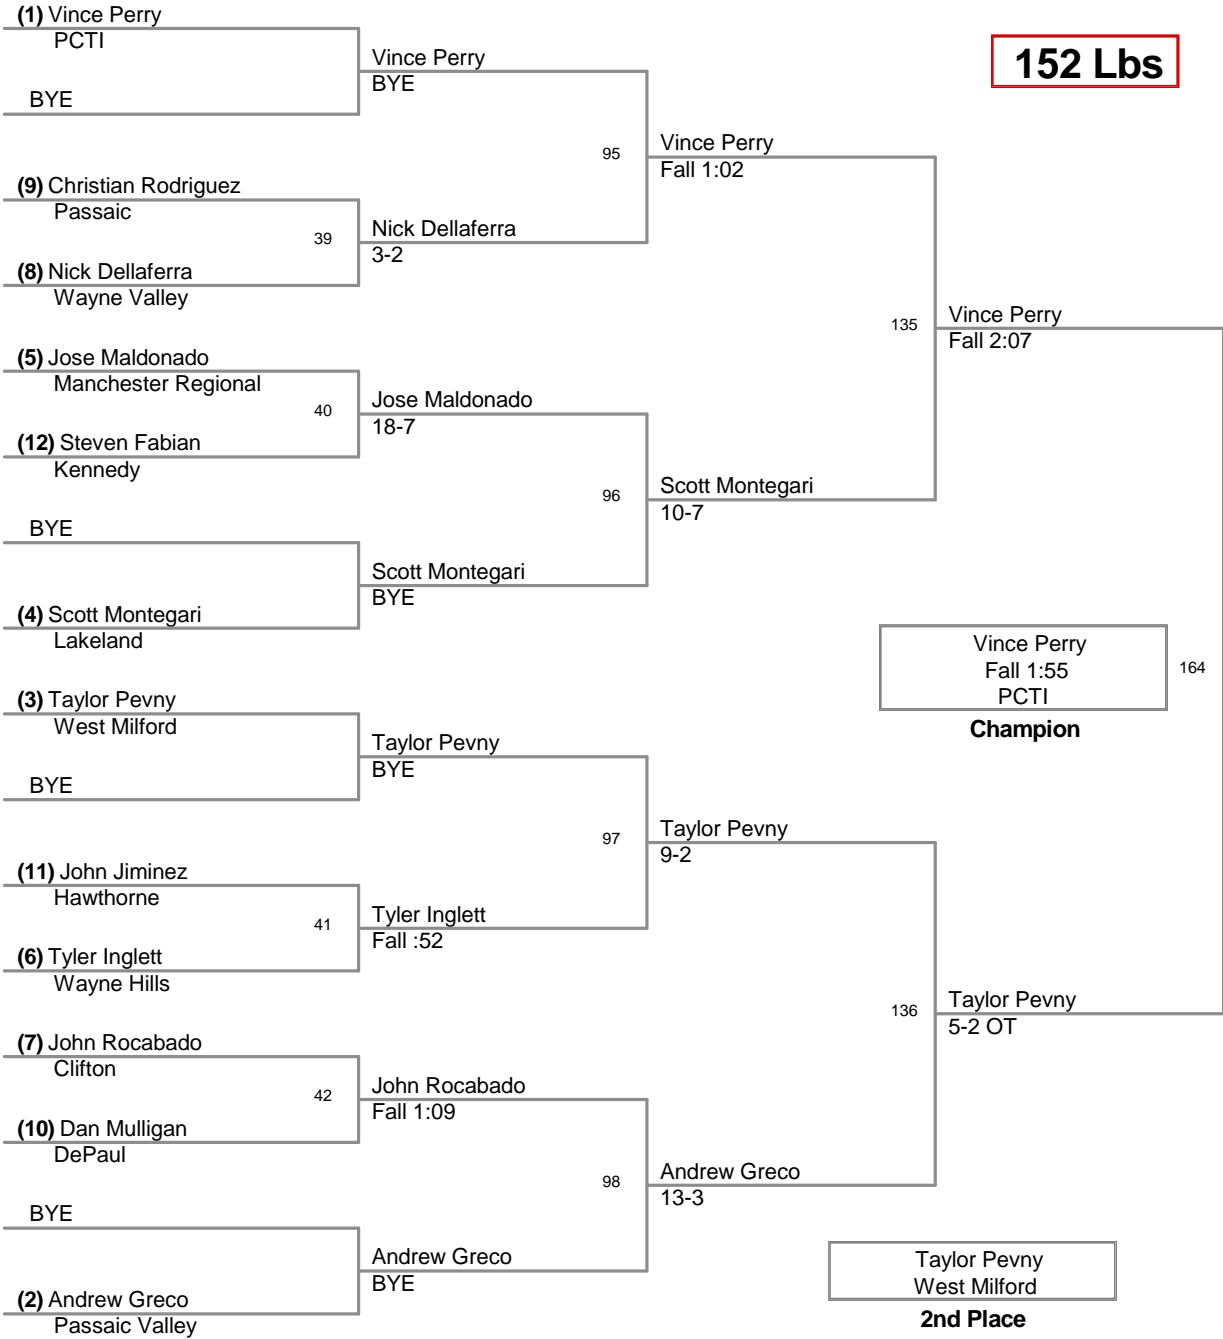 (1) Vince Perry
PCTI
Vince Perry
BYE
152 Lbs
BYE
95
Vince Perry
Fall 1:02
(9) Christian Rodriguez
Passaic
39
Nick Dellaferra
3-2
(8) Nick Dellaferra
Wayne Valley
135
Vince Perry
Fall 2:07
(5) Jose Maldonado
Manchester Regional
40
Jose Maldonado
18-7
(12) Steven Fabian
Kennedy
96
Scott Montegari
10-7
BYE
Scott Montegari
BYE
(4) Scott Montegari
Lakeland
Vince Perry
Fall 1:55
PCTI
164
Champion
(3) Taylor Pevny
West Milford
Taylor Pevny
BYE
BYE
97
Taylor Pevny
9-2
(11) John Jiminez
Hawthorne
41
Tyler Inglett
Fall :52
(6) Tyler Inglett
Wayne Hills
136
Taylor Pevny
5-2 OT
(7) John Rocabado
Clifton
42
John Rocabado
Fall 1:09
(10) Dan Mulligan
DePaul
98
Andrew Greco
13-3
BYE
Andrew Greco
BYE
(2) Andrew Greco
Passaic Valley
Taylor Pevny
West Milford
2nd Place